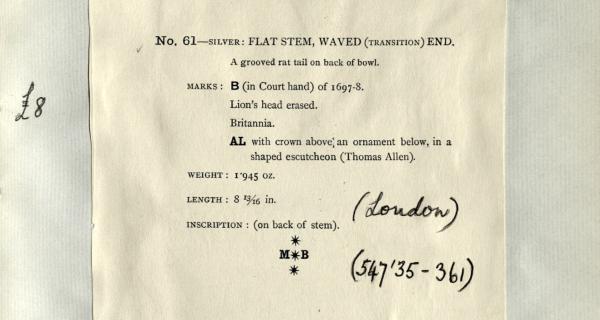 No. 61—SILVER: FLAT STEM, WAVED (TRANSITION) END.
A grooved rat tail on back of bowl.
£8
MARKS : B (in Court hand) of 1697-8.
Lion's head erased.
Britannia.
AL with crown above; an ornament below, in a
shaped escutcheon (Thomas Allen).
WEIGHT : 1·945 oz.
LENGTH : 8 13/16 in.
(London)
INSCRIPTION : (on back of stem).
✶
M✶B
✶
(547'35 - 361)